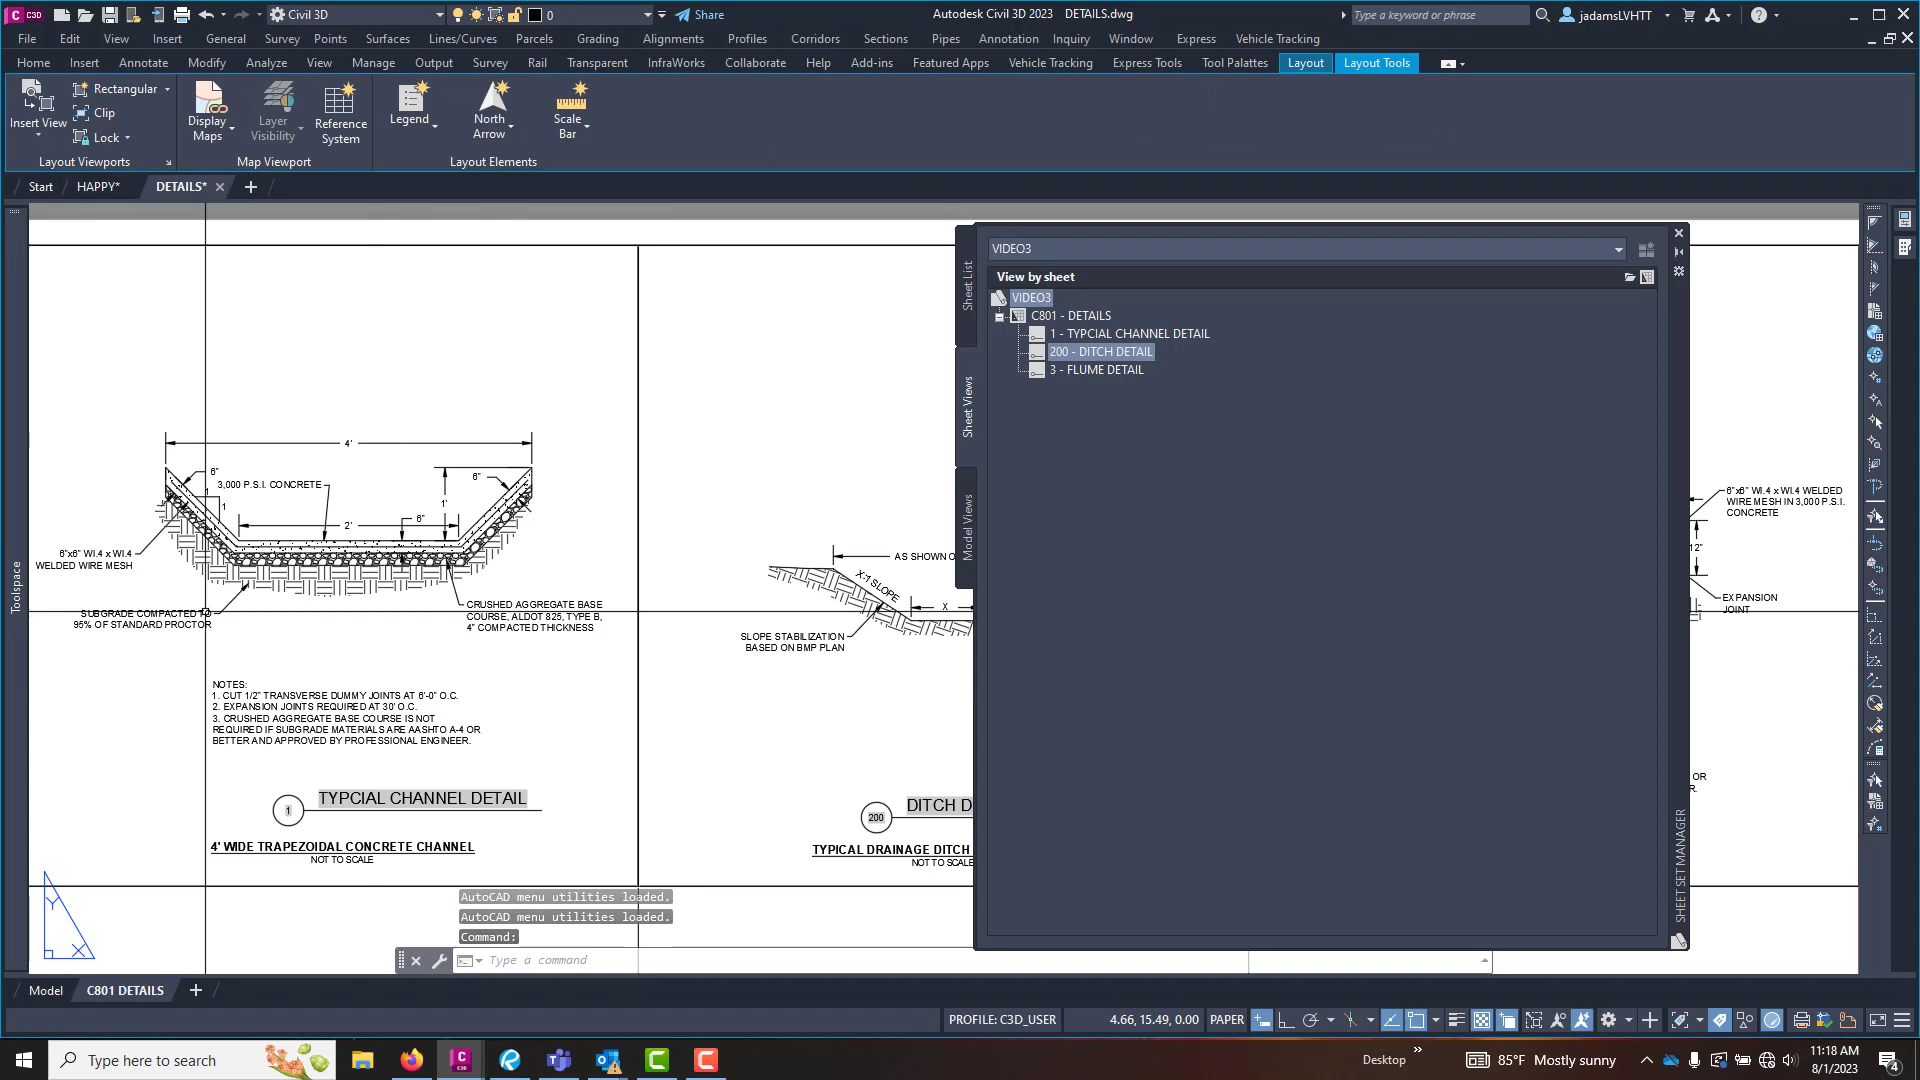 C3D
Civil 3D
0
Share
Autodesk Civil 3D 2023 DETAILS.dwg
Type a keyword or phrase
jadamsLVHTT
File Edit View Insert General Survey Points Surfaces Lines/Curves Parcels Grading Alignments Profiles Corridors Sections Pipes Annotation Inquiry Window Express Vehicle Tracking
Home Insert Annotate Modify Analyze View Manage Output Survey Rail Transparent InfraWorks Collaborate Help Add-ins Featured Apps Vehicle Tracking Express Tools Tool Palettes Layout Layout Tools
Insert View
Rectangular
Clip
Lock
Layout Viewports
Display
Maps
Layer
Visibility
Reference
System
Map Viewport
Legend
North
Arrow
Scale
Bar
Layout Elements
Start HAPPY* DETAILS*
Toolspace
4'
6"
3,000 P.S.I. CONCRETE
6"
1
1
1'
2'
6"
6"x6" W1.4 x W1.4
WELDED WIRE MESH
SUBGRADE COMPACTED TO
95% OF STANDARD PROCTOR
CRUSHED AGGREGATE BASE
COURSE, ALDOT 825, TYPE B,
4" COMPACTED THICKNESS
NOTES:
1. CUT 1/2" TRANSVERSE DUMMY JOINTS AT 6'-0" O.C.
2. EXPANSION JOINTS REQUIRED AT 30' O.C.
3. CRUSHED AGGREGATE BASE COURSE IS NOT
REQUIRED IF SUBGRADE MATERIALS ARE AASHTO A-4 OR
BETTER AND APPROVED BY PROFESSIONAL ENGINEER.
1
TYPCIAL CHANNEL DETAIL
4' WIDE TRAPEZOIDAL CONCRETE CHANNEL
NOT TO SCALE
AS SHOWN O
X:1 SLOPE
X
SLOPE STABILIZATION
BASED ON BMP PLAN
200
DITCH D
TYPICAL DRAINAGE DITCH
NOT TO SCALE
Sheet List
Sheet Views
Model Views
VIDEO3
View by sheet
VIDEO3
C801 - DETAILS
1 - TYPCIAL CHANNEL DETAIL
200 - DITCH DETAIL
3 - FLUME DETAIL
SHEET SET MANAGER
6"x6" W1.4 x W1.4 WELDED
WIRE MESH IN 3,000 P.S.I.
CONCRETE
12"
EXPANSION
JOINT
OR
R.
Y
X
AutoCAD menu utilities loaded.
AutoCAD menu utilities loaded.
Command:
Type a command
Model C801 DETAILS
PROFILE: C3D_USER 4.66, 15.49, 0.00 PAPER
Type here to search
Desktop
85°F Mostly sunny
11:18 AM
8/1/2023
4